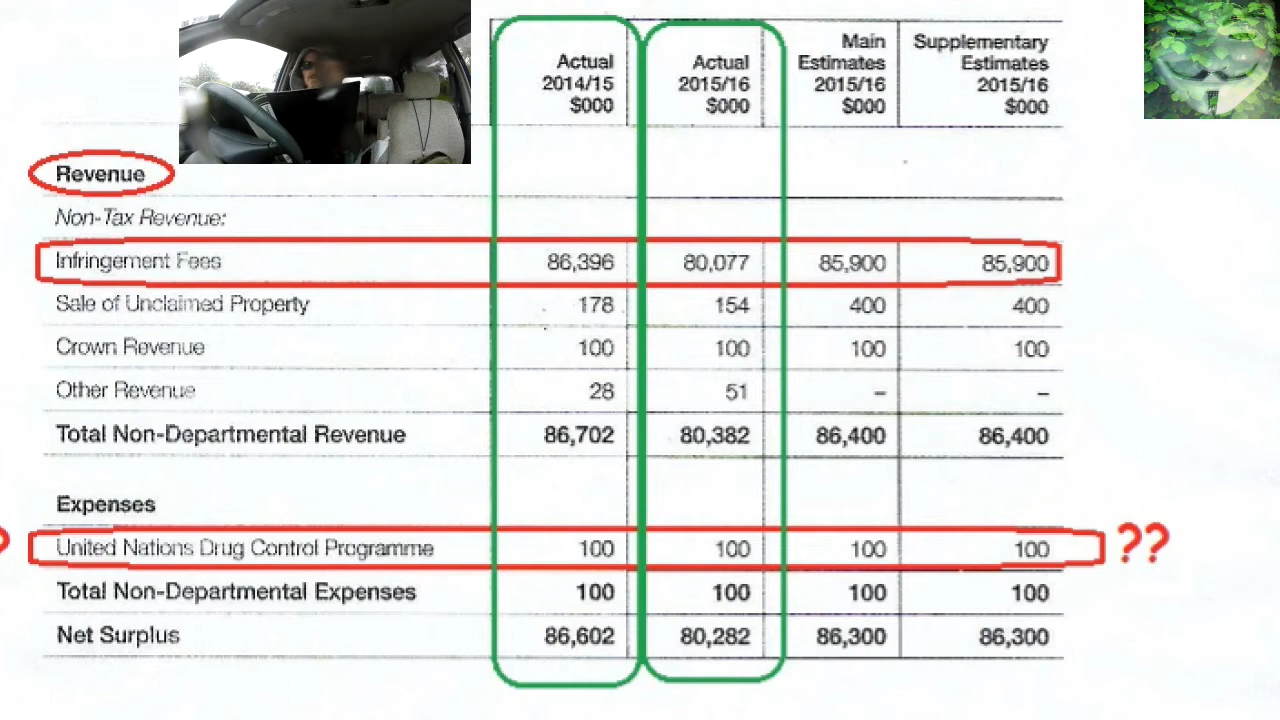 Actual 2014/15 $000 Actual 2015/16 $000 Main Estimates 2015/16 $000 Supplementary Estimates 2015/16 $000
Revenue
Non-Tax Revenue:
Infringement Fees 86,396 80,077 85,900 85,900
Sale of Unclaimed Property 178 154 400 400
Crown Revenue 100 100 100 100
Other Revenue 28 51 – –
Total Non-Departmental Revenue 86,702 80,382 86,400 86,400
Expenses
United Nations Drug Control Programme 100 100 100 100 ??
Total Non-Departmental Expenses 100 100 100 100
Net Surplus 86,602 80,282 86,300 86,300